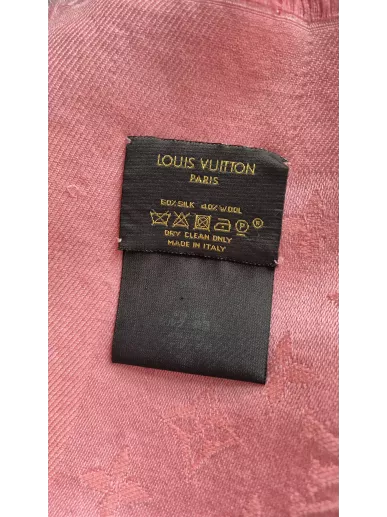 LOUIS VUITTON
PARIS
60% SILK 40% WOOL
P
DRY CLEAN ONLY
MADE IN ITALY